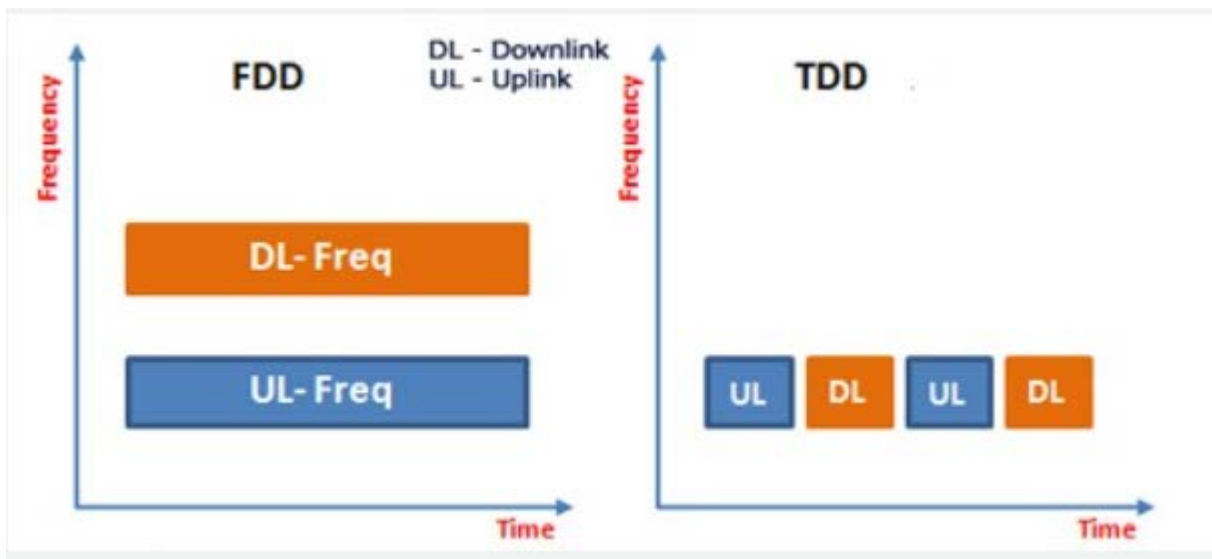 FDD
DL - Downlink
UL - Uplink
TDD
Frequency
DL- Freq
UL- Freq
Time
Frequency
UL
DL
UL
DL
Time